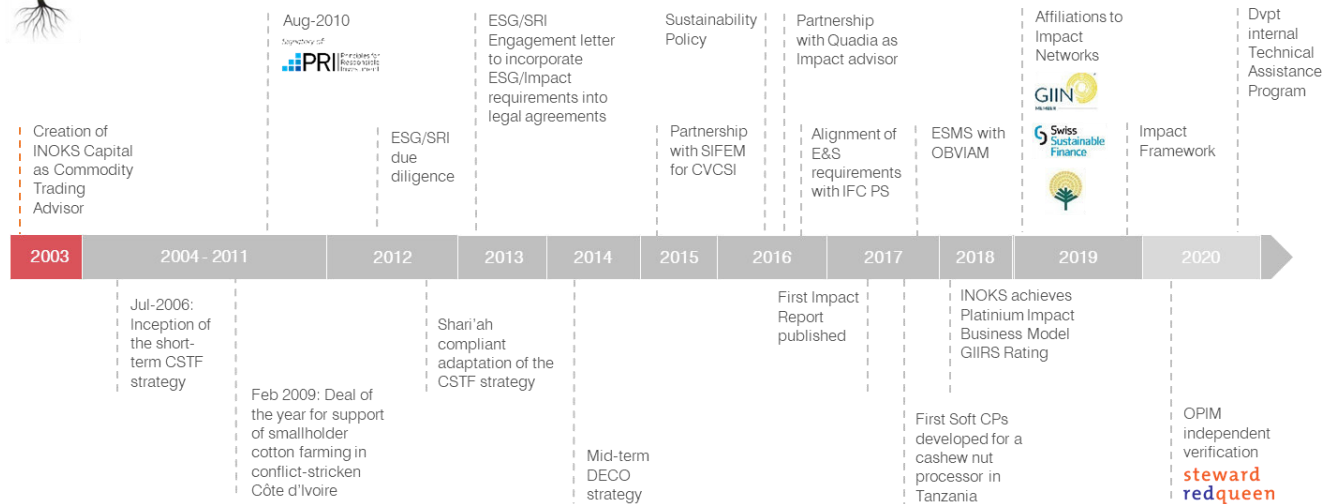 Aug-2010
Signatory of:
PRI Principles for
Responsible
Investment
ESG/SRI
Engagement letter
to incorporate
ESG/Impact
requirements into
legal agreements
Sustainability
Policy
Partnership
with Quadia as
Impact advisor
Affiliations to
Impact
Networks
GIIN
MEMBER
Swiss
Sustainable
Finance
Dvpt
internal
Technical
Assistance
Program
Creation of
INOKS Capital
as Commodity
Trading
Advisor
ESG/SRI
due
diligence
Partnership
with SIFEM
for CVCSI
Alignment of
E&S
requirements
with IFC PS
ESMS with
OBVIAM
Impact
Framework
2003
2004 - 2011
2012
2013
2014
2015
2016
2017
2018
2019
2020
Jul-2006:
Inception of
the short-
term CSTF
strategy
Feb 2009: Deal of
the year for support
of smallholder
cotton farming in
conflict-stricken
Côte d'Ivoire
Shari'ah
compliant
adaptation of the
CSTF strategy
Mid-term
DECO
strategy
First Impact
Report
published
First Soft CPs
developed for a
cashew nut
processor in
Tanzania
INOKS achieves
Platinium Impact
Business Model
GIIRS Rating
OPIM
independent
verification
steward
redqueen